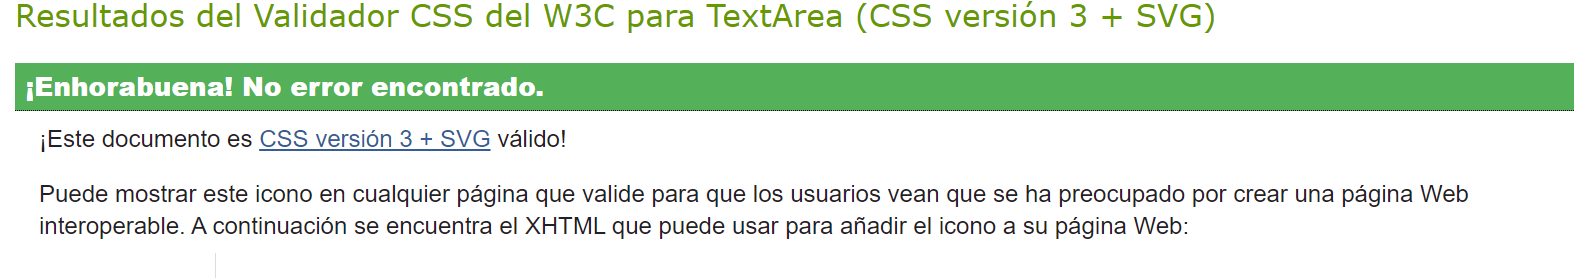 Resultados del Validador CSS del W3C para TextArea (CSS versión 3 + SVG)
¡Enhorabuena! No error encontrado.
¡Este documento es CSS versión 3 + SVG válido!
Puede mostrar este icono en cualquier página que valide para que los usuarios vean que se ha preocupado por crear una página Web
interoperable. A continuación se encuentra el XHTML que puede usar para añadir el icono a su página Web: